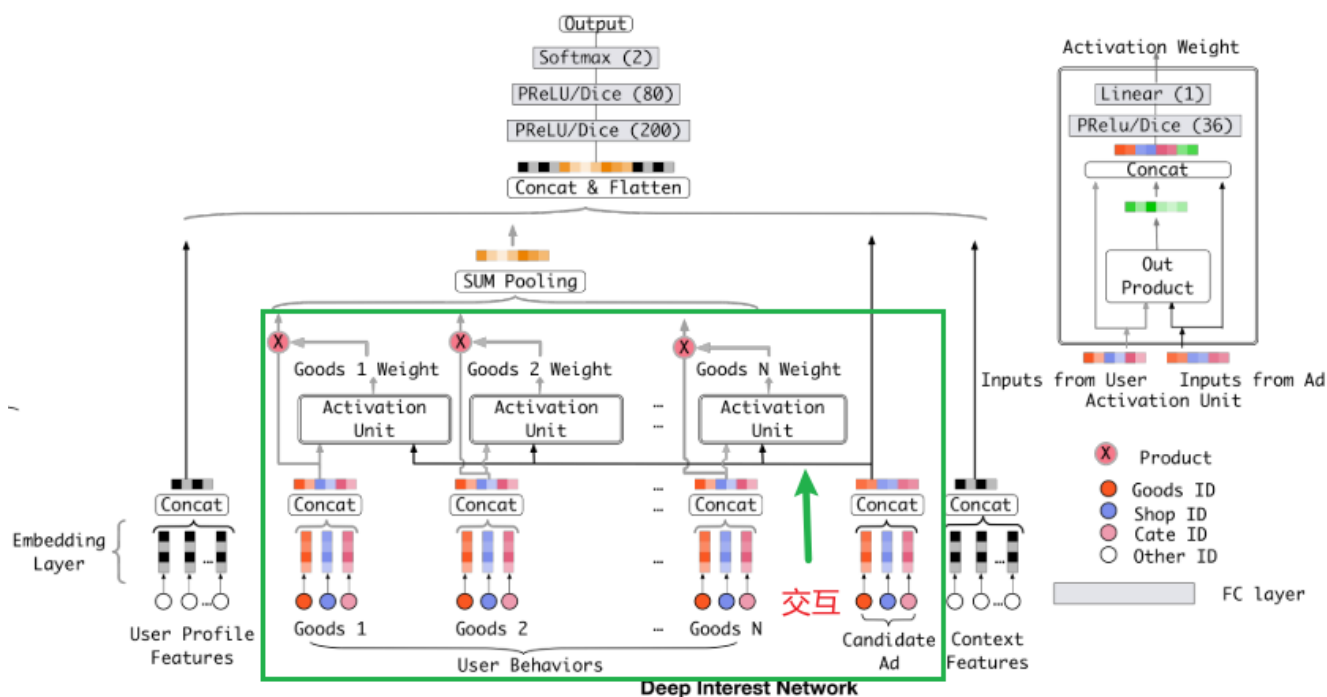 Output
Softmax (2)
PReLU/Dice (80)
PReLU/Dice (200)
Concat & Flatten
SUM Pooling
X
X
X
Goods 1 Weight
Goods 2 Weight
Goods N Weight
Activation
Unit
Activation
Unit
...
...
Activation
Unit
Concat
Concat
Concat
...
...
Concat
Concat
Concat
Embedding
Layer
...
...
...
...
...
User Profile
Features
Goods 1
Goods 2
...
Goods N
User Behaviors
交互
Candidate
Ad
Context
Features
Deep Interest Network
Activation Weight
Linear (1)
PRelu/Dice (36)
Concat
Out
Product
Inputs from User
Inputs from Ad
Activation Unit
X Product
Goods ID
Shop ID
Cate ID
Other ID
FC layer